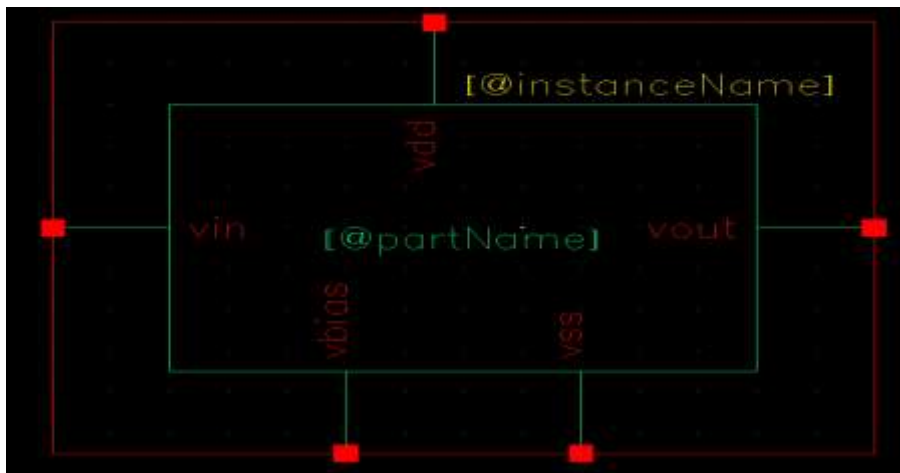 [@instanceName]
vdd
vin
[@partName]
vout
vbias
vss